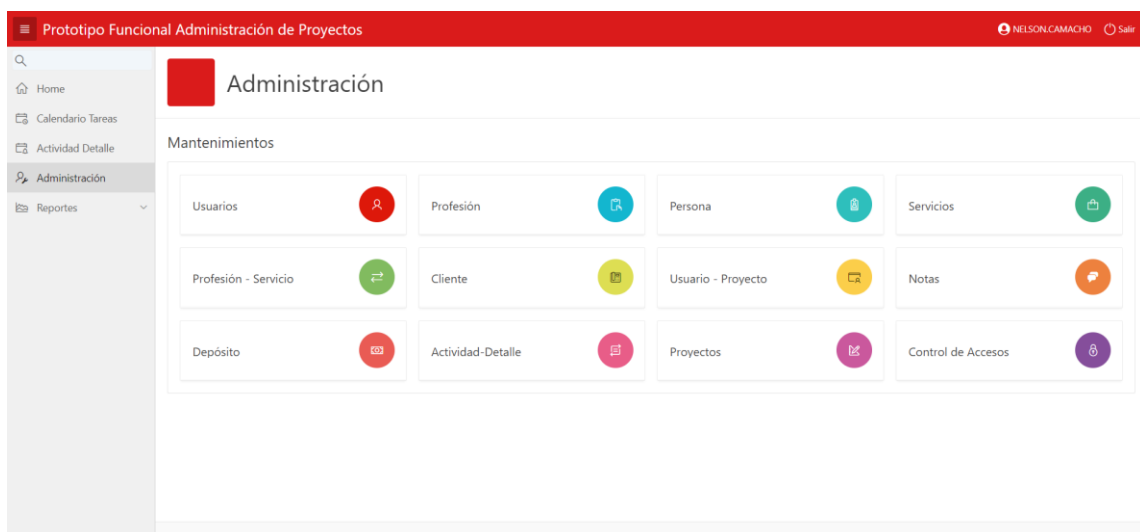 Prototipo Funcional Administración de Proyectos
NELSON.CAMACHO
Salir
Home
Calendario Tareas
Actividad Detalle
Administración
Reportes
Administración
Mantenimientos
Usuarios
Profesión
Persona
Servicios
Profesión - Servicio
Cliente
Usuario - Proyecto
Notas
Depósito
Actividad-Detalle
Proyectos
Control de Accesos